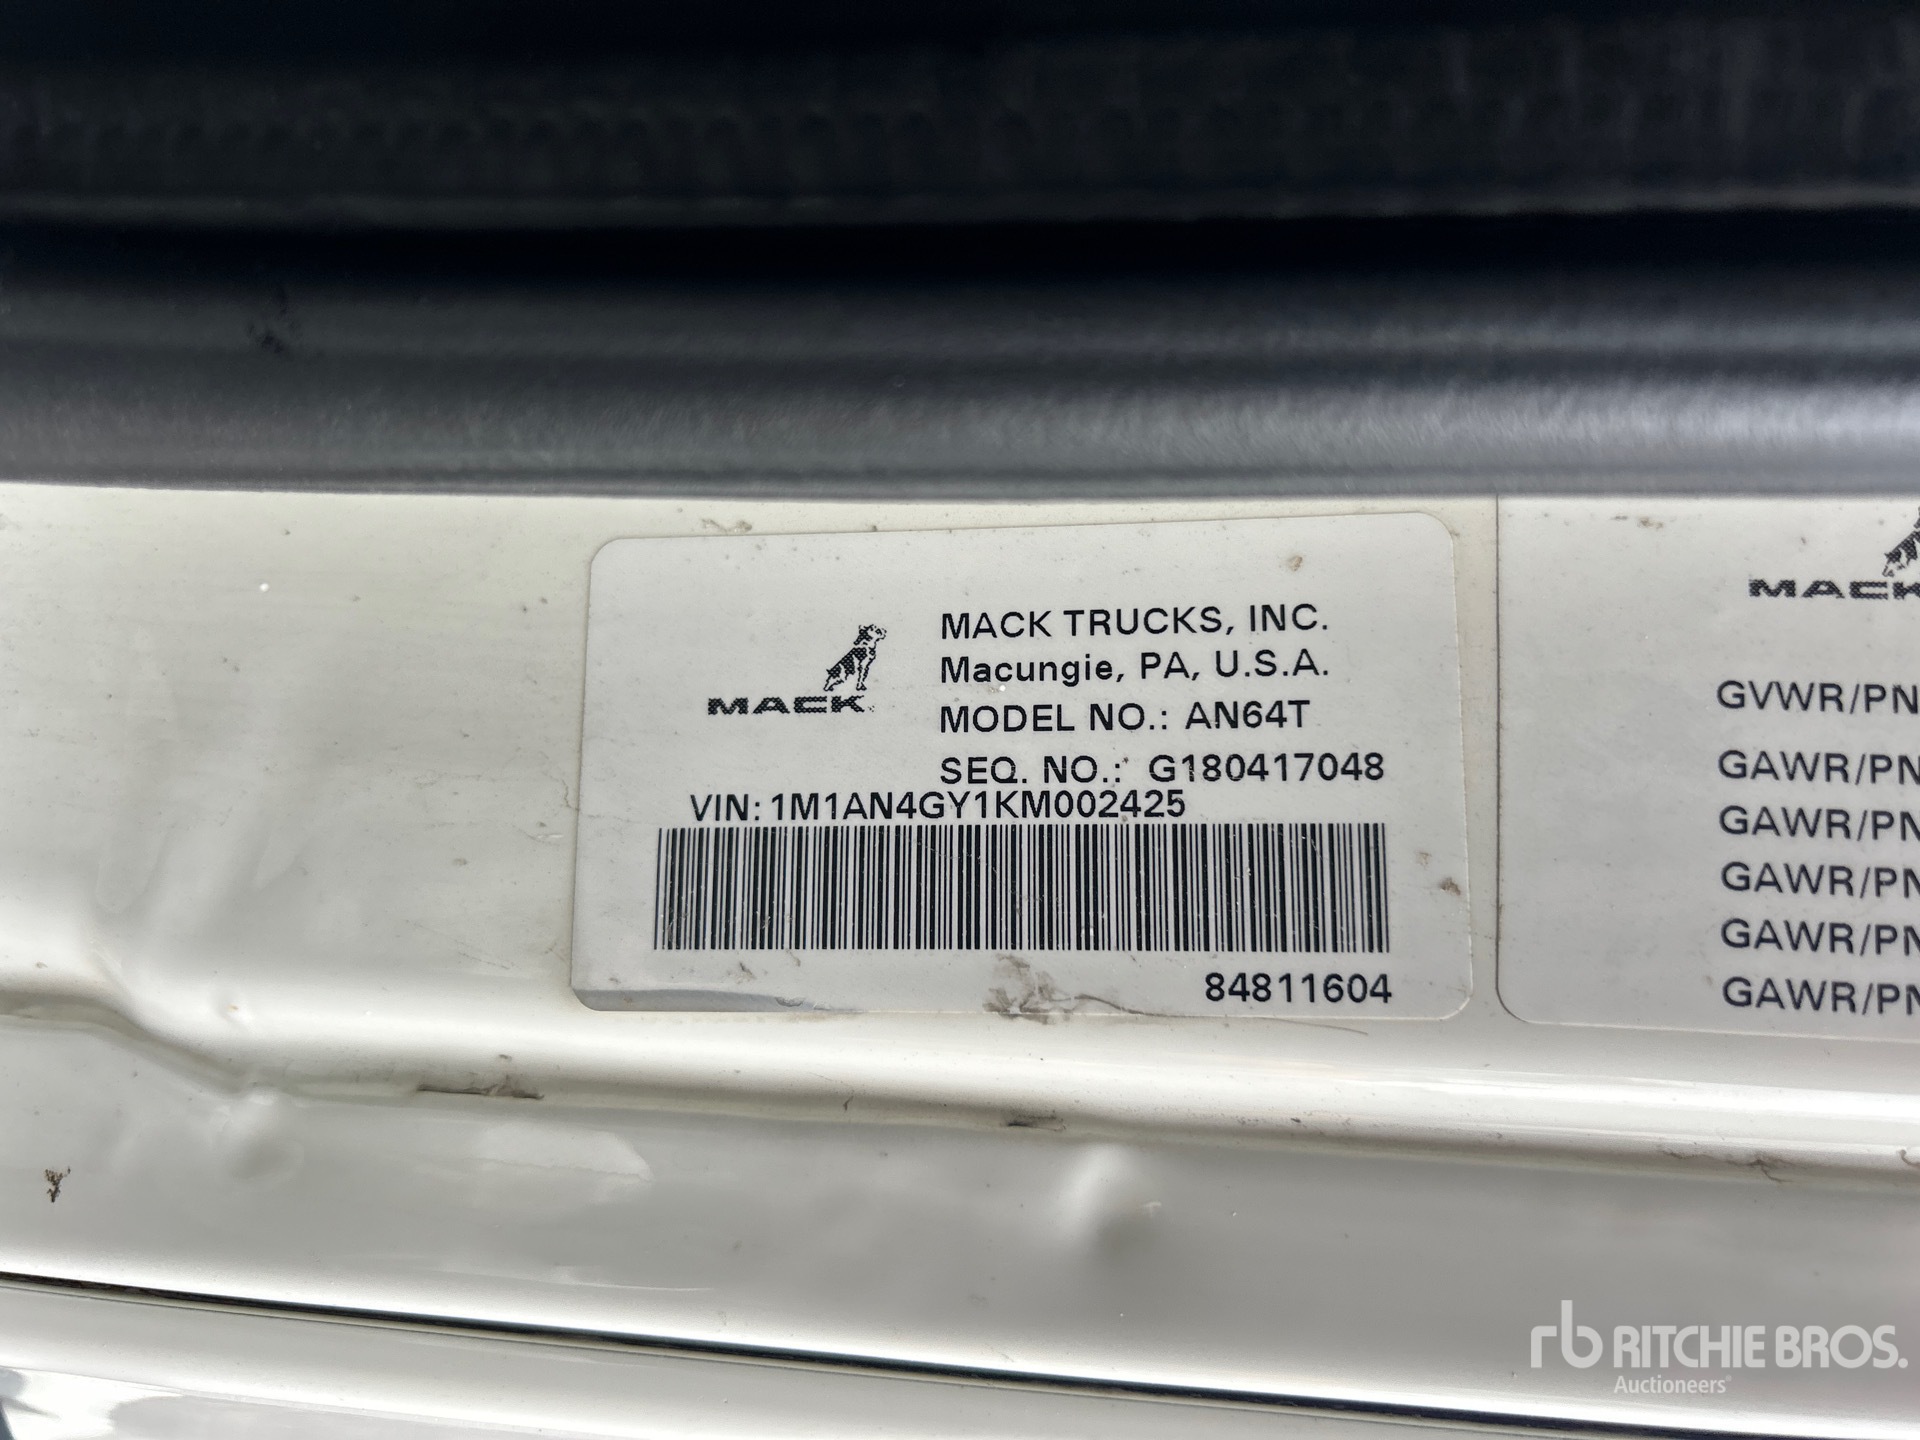 MACK
MACK TRUCKS, INC.
Macungie, PA, U.S.A.
MODEL NO.: AN64T
SEQ. NO.: G180417048
VIN: 1M1AN4GY1KM002425
84811604
MACK
GVWR/PN
GAWR/PN
GAWR/PN
GAWR/PN
GAWR/PN
GAWR/PN
rb RITCHIE BROS.
Auctioneers